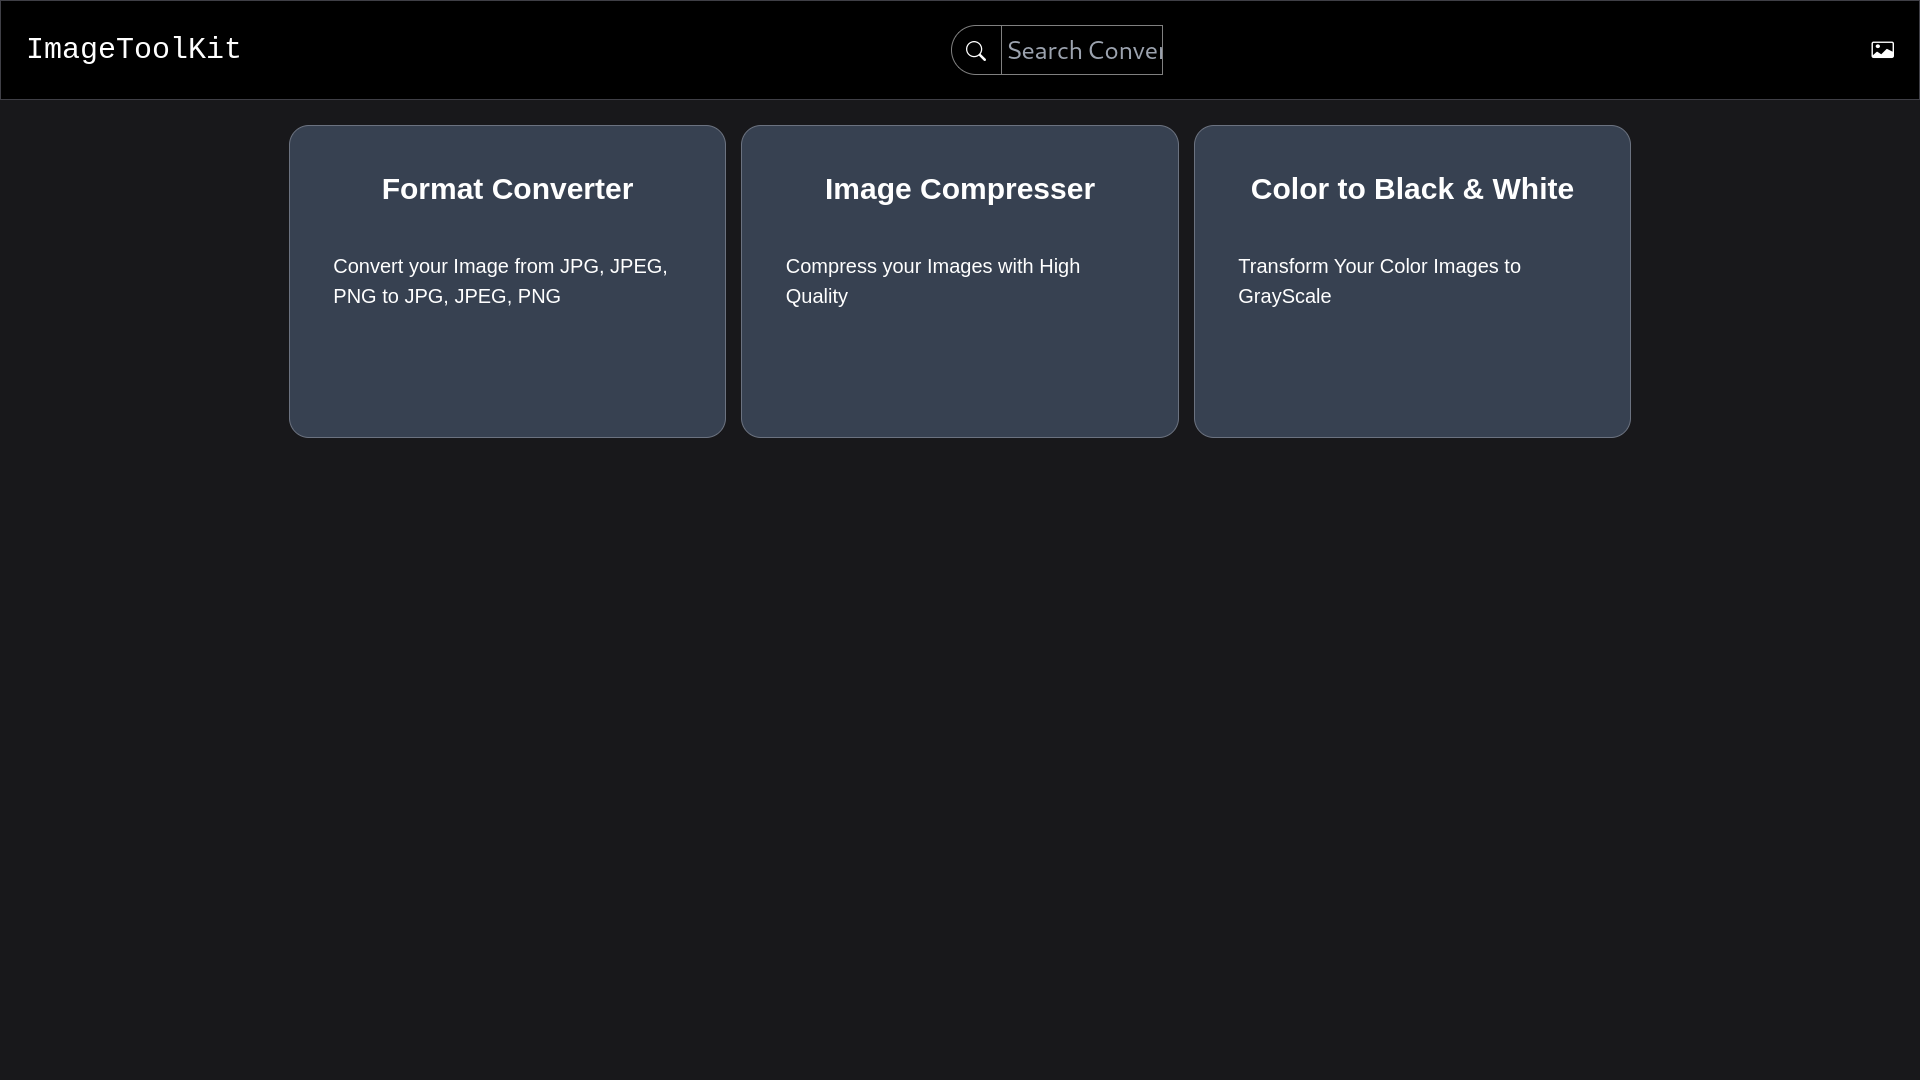 ImageToolKit
Search Conver
Format Converter
Convert your Image from JPG, JPEG,
PNG to JPG, JPEG, PNG
Image Compresser
Compress your Images with High
Quality
Color to Black & White
Transform Your Color Images to
GrayScale